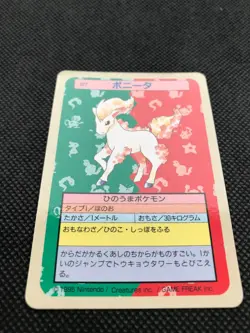 ポニータ
ひのうまポケモン
タイプ/ほのお
たかさ/1メートル おもさ/30キログラム
おもなわざ/ひのこ・しっぽをふる
からだがかるくあしのちからがものすごい。1か
いのジャンプでトウキョウタワーもとびこえ
る。
1995 Nintendo / Creatures inc. / GAME FREAK inc.